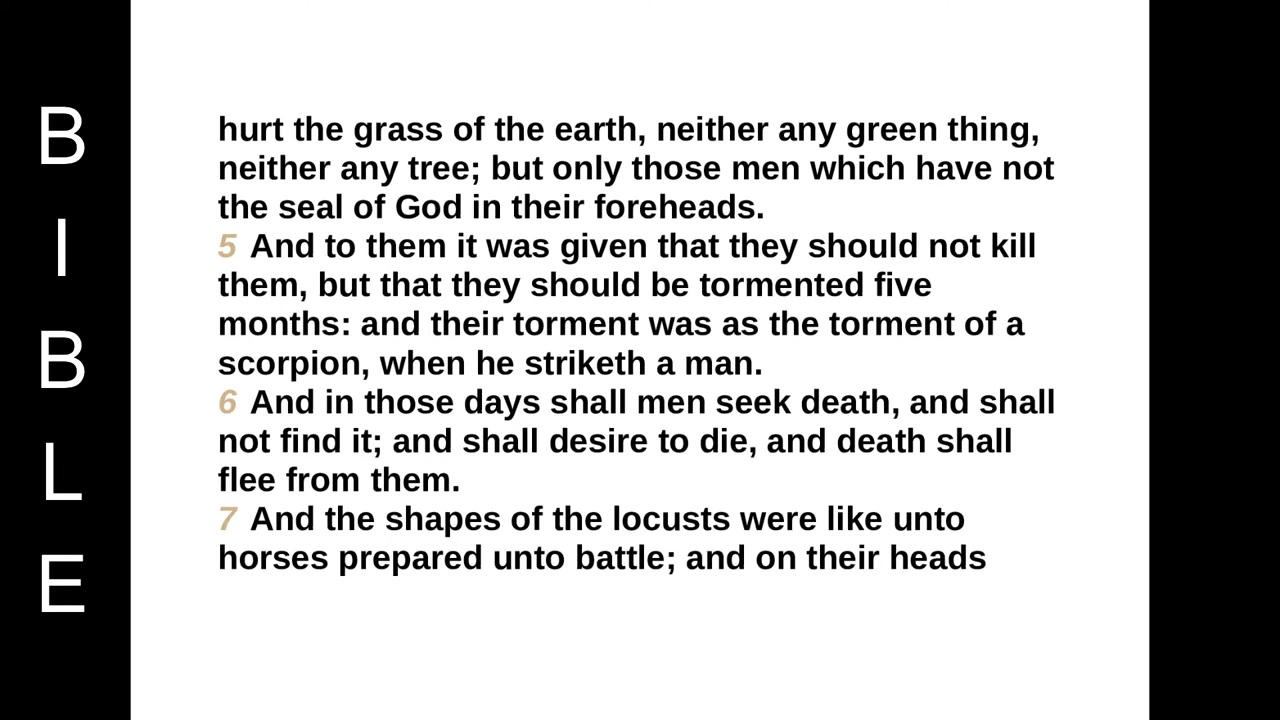 BIBLE
hurt the grass of the earth, neither any green thing,
neither any tree; but only those men which have not
the seal of God in their foreheads.
5 And to them it was given that they should not kill
them, but that they should be tormented five
months: and their torment was as the torment of a
scorpion, when he striketh a man.
6 And in those days shall men seek death, and shall
not find it; and shall desire to die, and death shall
flee from them.
7 And the shapes of the locusts were like unto
horses prepared unto battle; and on their heads